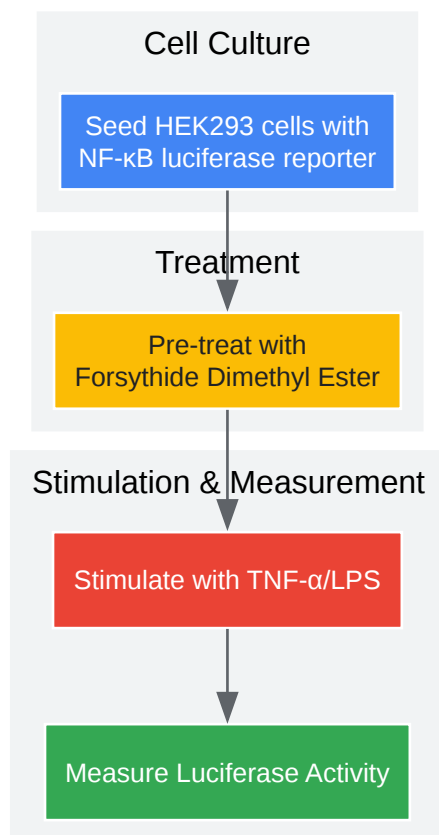 Cell Culture
Seed HEK293 cells with
NF-κB luciferase reporter
Treatment
Pre-treat with
Forsythide Dimethyl Ester
Stimulation & Measurement
Stimulate with TNF-α/LPS
Measure Luciferase Activity